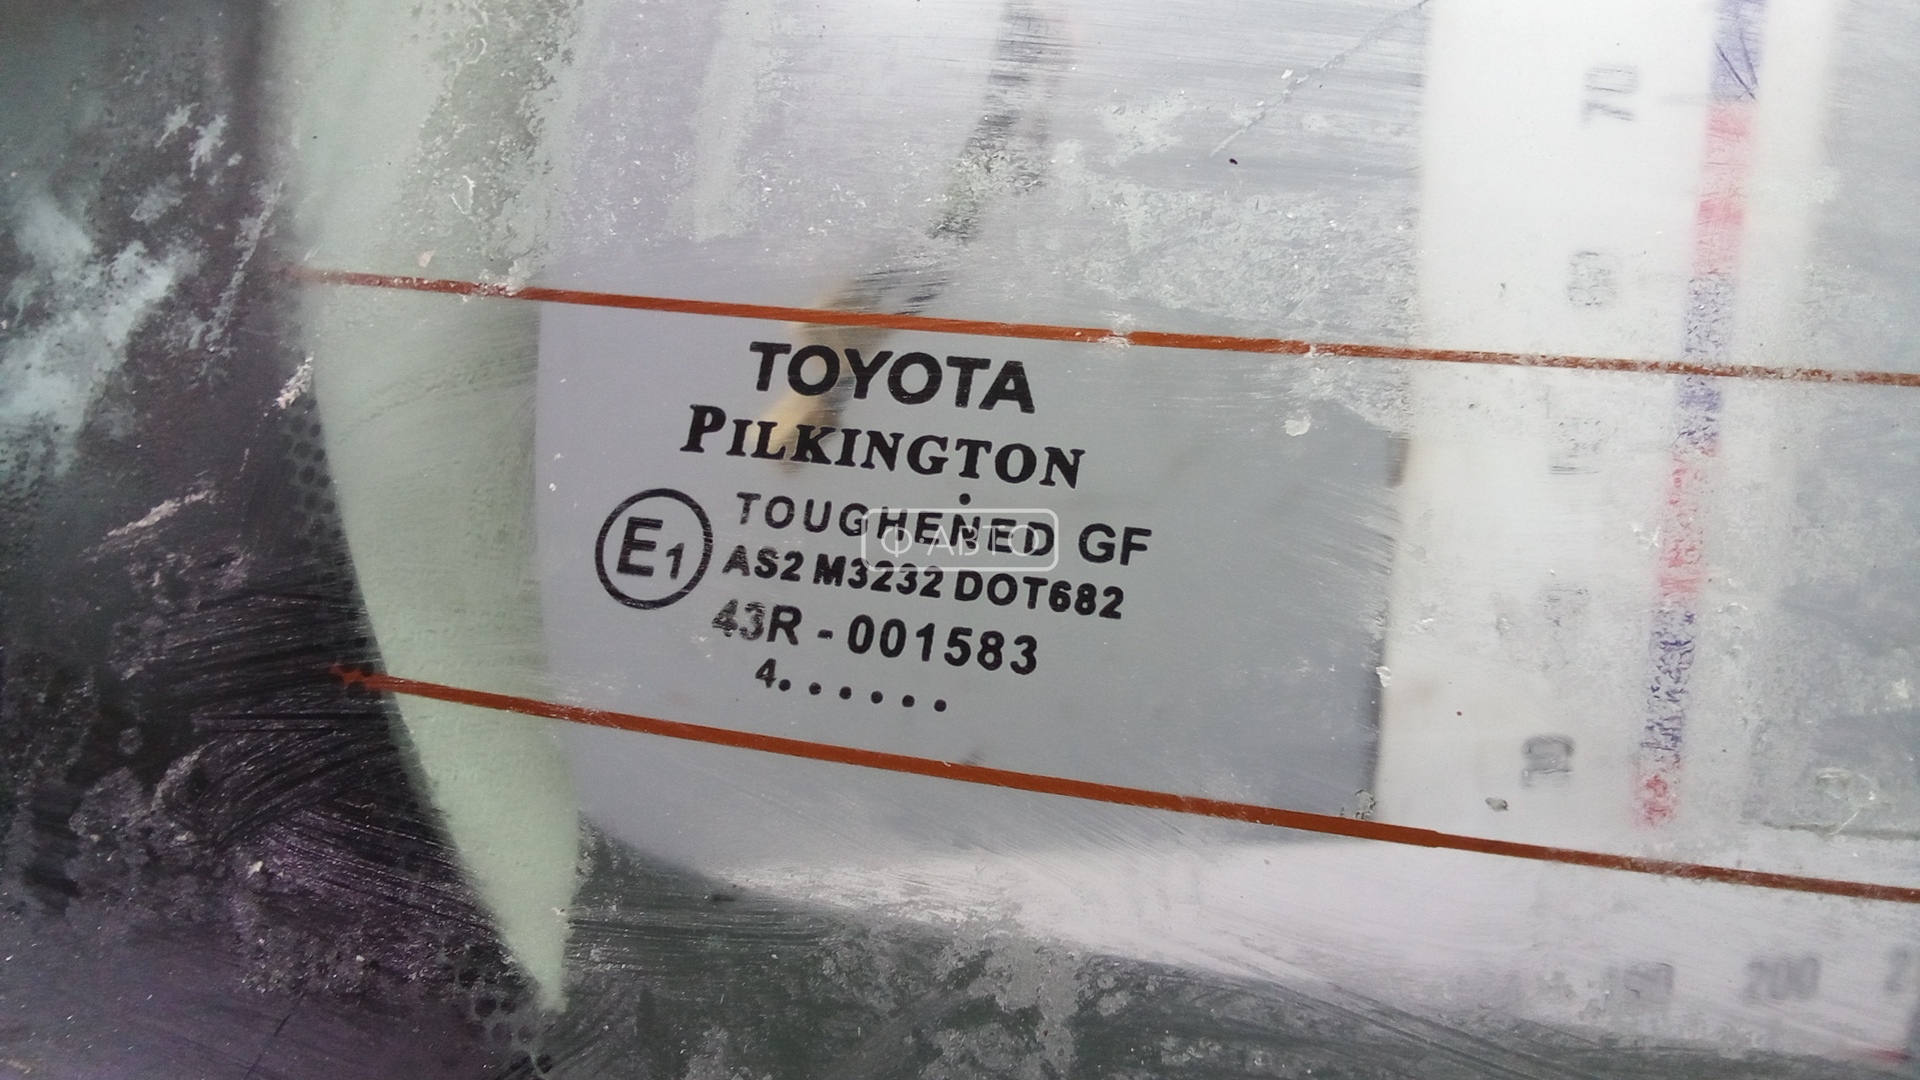 TOYOTA
PILKINGTON
TOUGHENED GF
E1
AS2 M3232 DOT682
43R - 001583
4.......
Ф АВТО
70
10
200